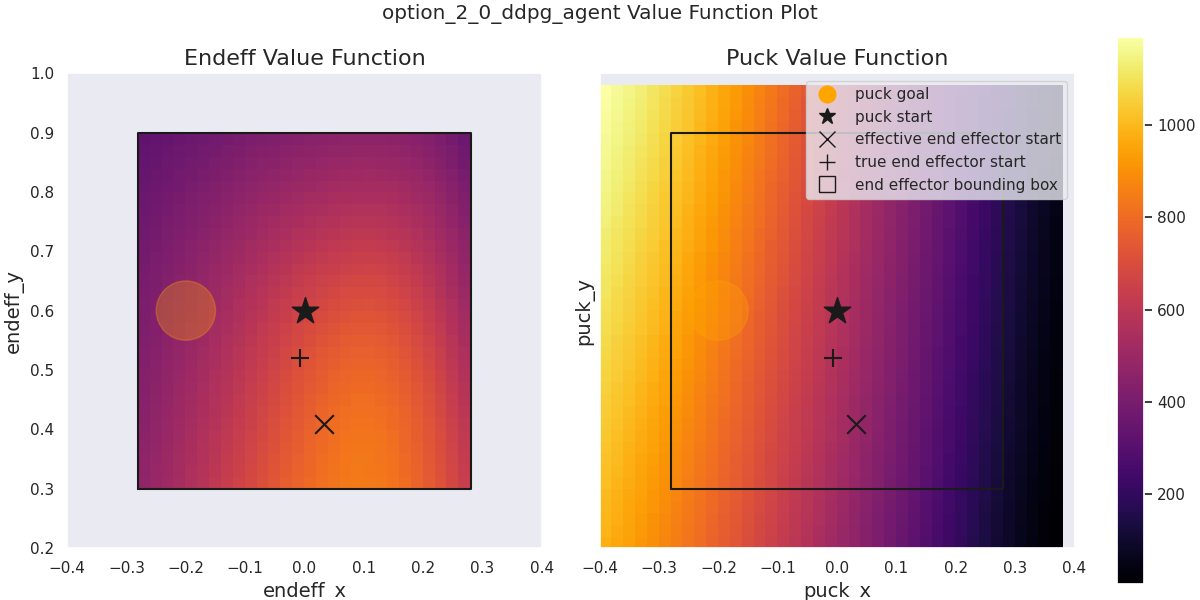 option_2_0_ddpg_agent Value Function Plot
Endeff Value Function
1.0
0.9
0.8
0.7
0.6
0.5
0.4
0.3
0.2
endeff_y
−0.4 −0.3 −0.2 −0.1 0.0 0.1 0.2 0.3 0.4
endeff_x
Puck Value Function
puck goal
puck start
effective end effector start
true end effector start
end effector bounding box
puck_y
−0.4 −0.3 −0.2 −0.1 0.0 0.1 0.2 0.3 0.4
puck_x
1000
800
600
400
200